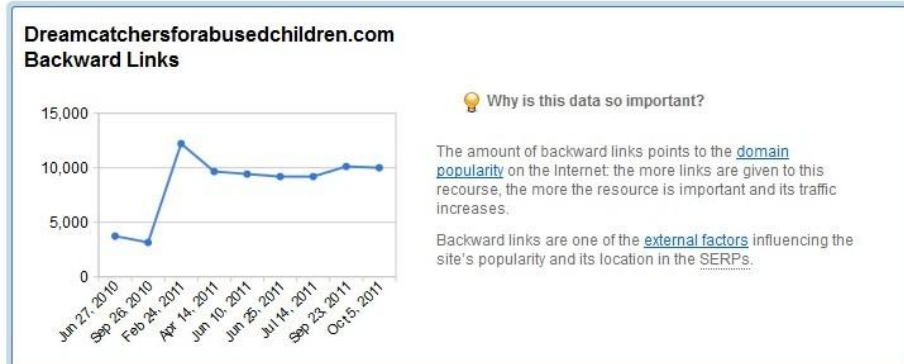 Dreamcatchersforabusedchildren.com
Backward Links
15,000
10,000
5,000
0
Jun 27, 2010
Sep 26, 2010
Feb 24, 2011
Apr 14, 2011
Jun 10, 2011
Jun 25, 2011
Jul 14, 2011
Sep 23, 2011
Oct 5, 2011
Why is this data so important?
The amount of backward links points to the domain
popularity on the Internet: the more links are given to this
recourse, the more the resource is important and its traffic
increases.
Backward links are one of the external factors influencing the
site's popularity and its location in the SERPs.